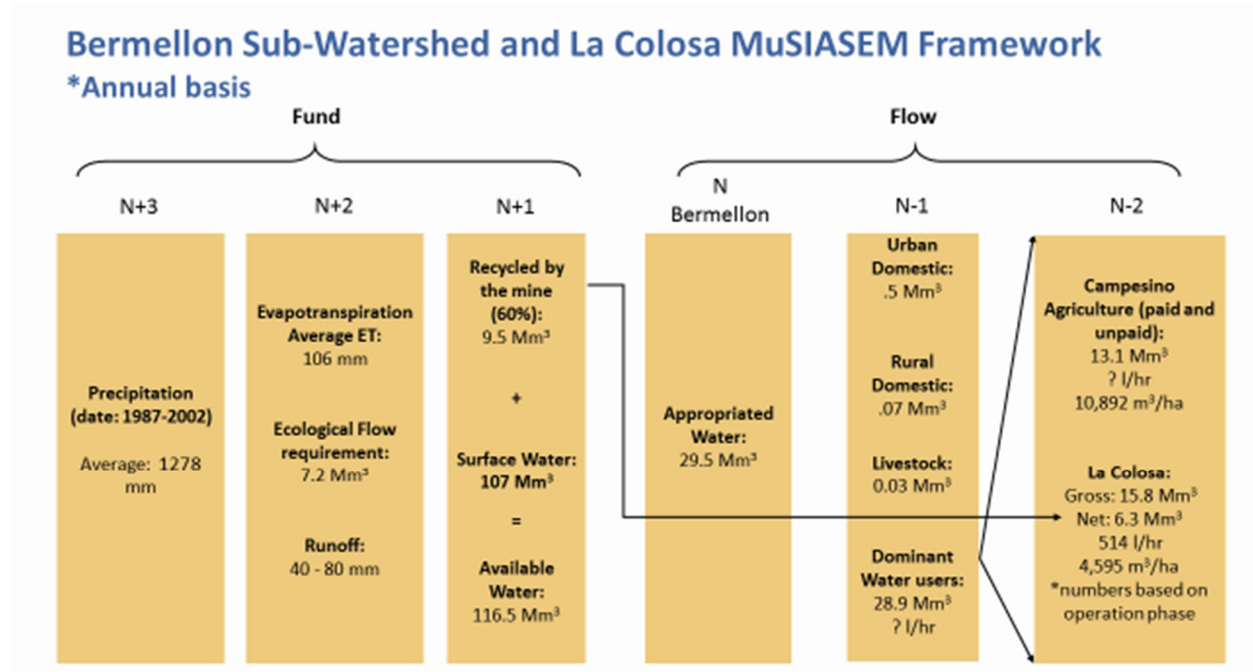 Bermellon Sub-Watershed and La Colosa MuSIASEM Framework
*Annual basis
Fund
Flow
N+3
N+2
N+1
N
Bermellon
N-1
N-2
Precipitation
(date: 1987-2002)
Average: 1278
mm
Evapotranspiration
Average ET:
106 mm
Ecological Flow
requirement:
7.2 Mm³
Runoff:
40 - 80 mm
Recycled by
the mine
(60%):
9.5 Mm³
+
Surface Water:
107 Mm³
=
Available
Water:
116.5 Mm³
Appropriated
Water:
29.5 Mm³
Urban
Domestic:
.5 Mm³
Rural
Domestic:
.07 Mm³
Livestock:
0.03 Mm³
Dominant
Water users:
28.9 Mm³
? l/hr
Campesino
Agriculture (paid and
unpaid):
13.1 Mm³
? l/hr
10,892 m³/ha
La Colosa:
Gross: 15.8 Mm³
Net: 6.3 Mm³
514 l/hr
4,595 m³/ha
*numbers based on
operation phase